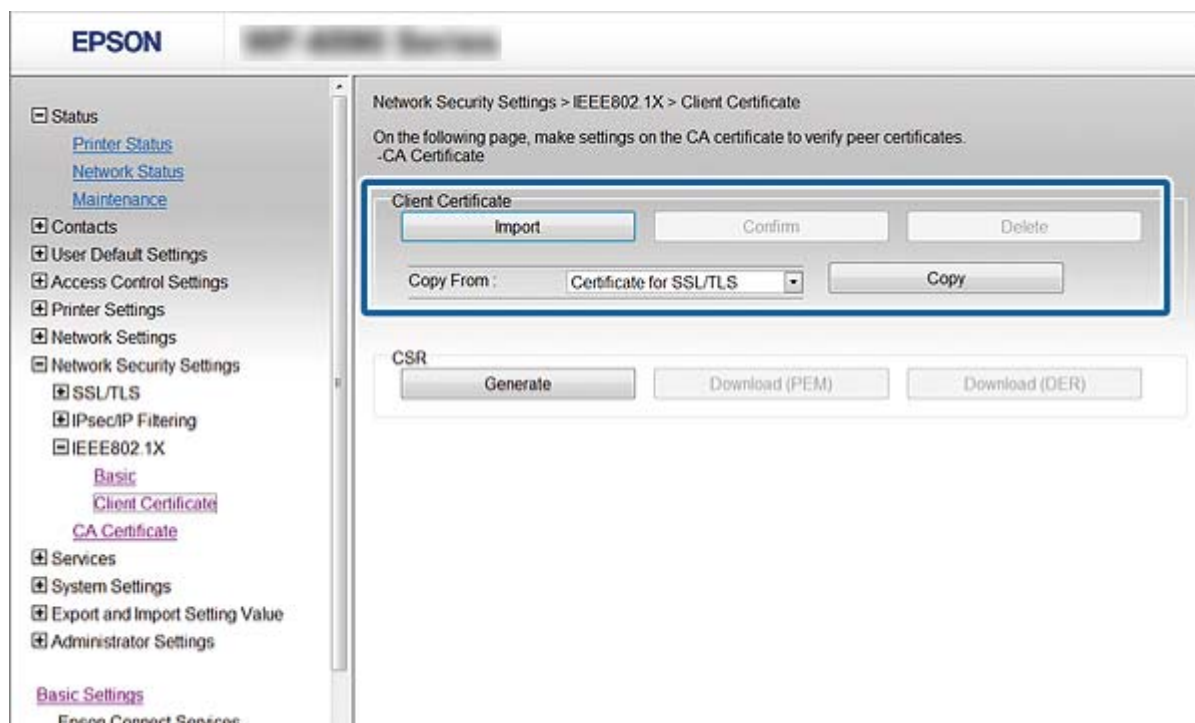 EPSON
Status
Printer Status
Network Status
Maintenance
Contacts
User Default Settings
Access Control Settings
Printer Settings
Network Settings
Network Security Settings
SSL/TLS
IPsec/IP Filtering
IEEE802.1X
Basic
Client Certificate
CA Certificate
Services
System Settings
Export and Import Setting Value
Administrator Settings
Basic Settings
Epson Connect Services
Network Security Settings > IEEE802.1X > Client Certificate
On the following page, make settings on the CA certificate to verify peer certificates.
-CA Certificate
Client Certificate
Import Confirm Delete
Copy From : Certificate for SSL/TLS Copy
CSR
Generate Download (PEM) Download (DER)